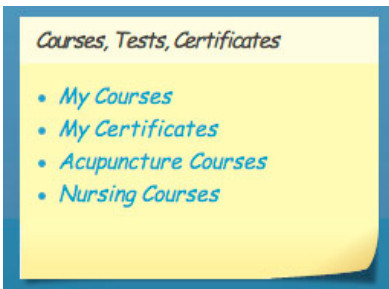 Courses, Tests, Certificates
My Courses
My Certificates
Acupuncture Courses
Nursing Courses